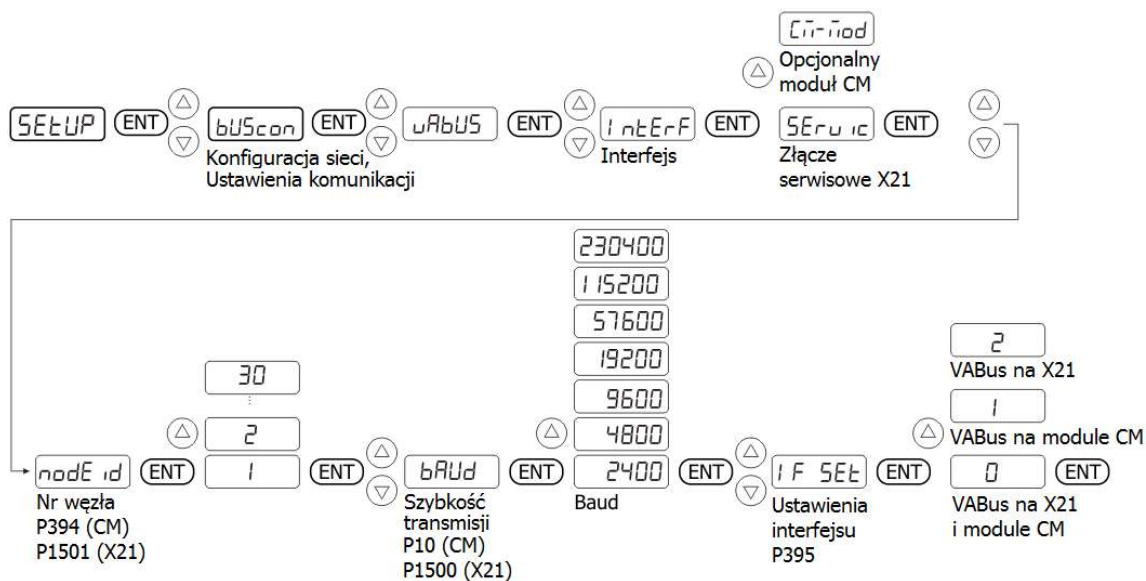 Cm-mod
Opcjonalny
moduł CM
SEtUP
ENT
bUScon
ENT
vAbUS
ENT
IntErF
ENT
SErvic
ENT
Konfiguracja sieci,
Ustawienia komunikacji
Interfejs
Złącze
serwisowe X21
230400
115200
57600
19200
9600
4800
2400
30
2
1
2
VABus na X21
1
VABus na module CM
0
nodE id
ENT
ENT
bAUd
ENT
ENT
IF SEt
ENT
ENT
Nr węzła
P394 (CM)
P1501 (X21)
Szybkość
transmisji
P10 (CM)
P1500 (X21)
Baud
Ustawienia
interfejsu
P395
VABus na X21
i module CM